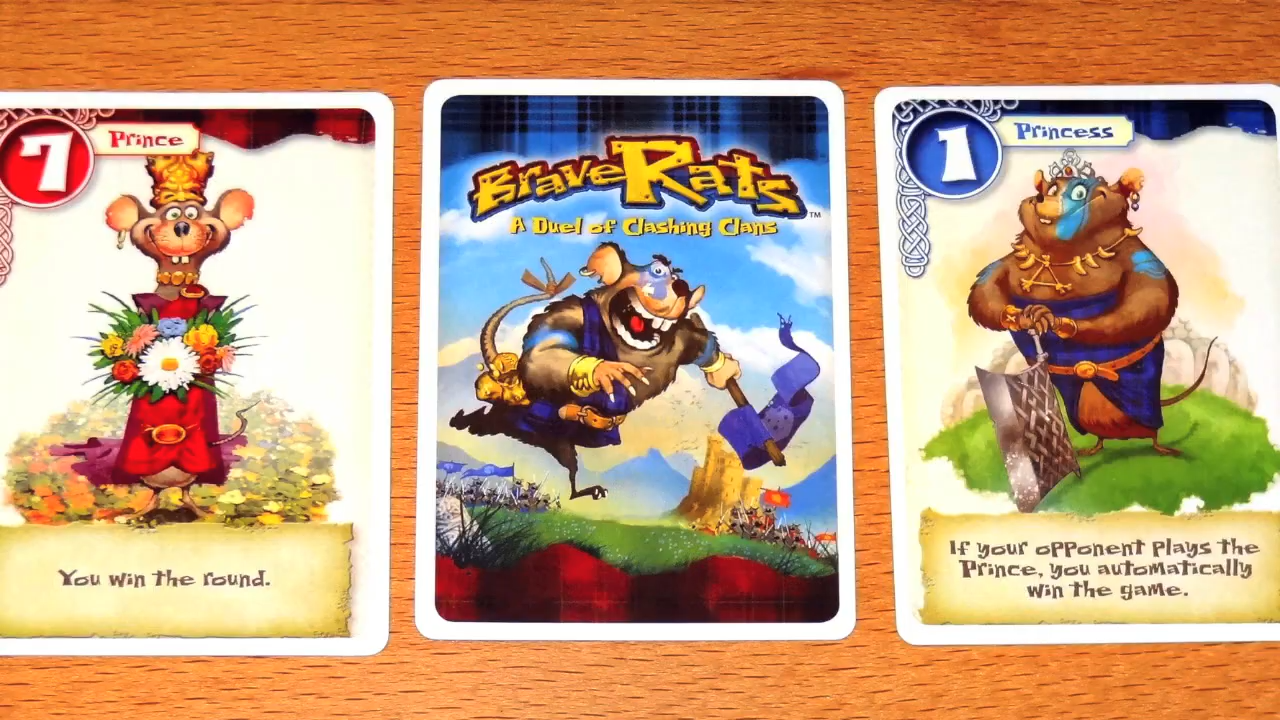 7
Prince
You win the round.
BraveRats
™
A Duel of Clashing Clans
1
Princess
If your opponent plays the
Prince, you automatically
win the game.